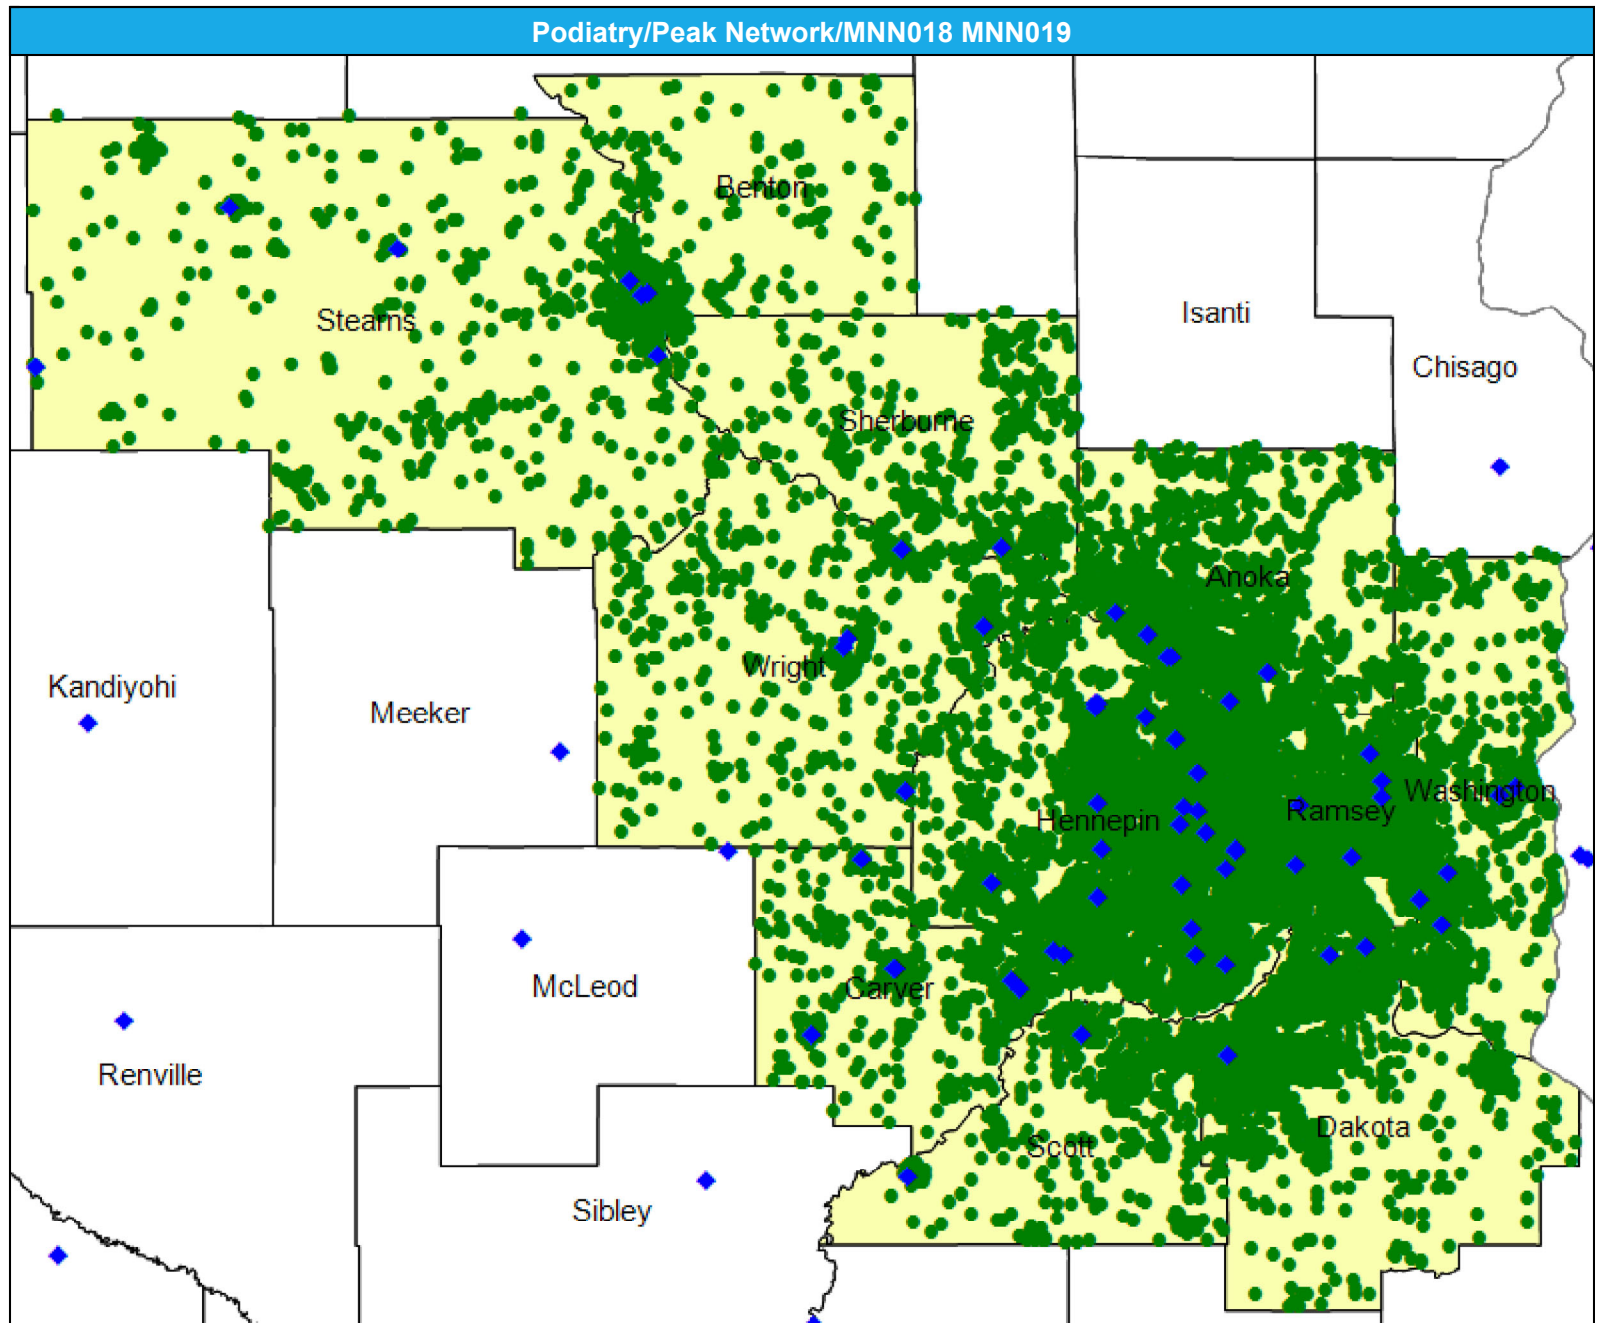 Podiatry/Peak Network/MNN018 MNN019
Benton
Stearns
Isanti
Chisago
Sherburne
Anoka
Wright
Kandiyohi
Meeker
Washington
Ramsey
Hennepin
McLeod
Carver
Renville
Dakota
Scott
Sibley